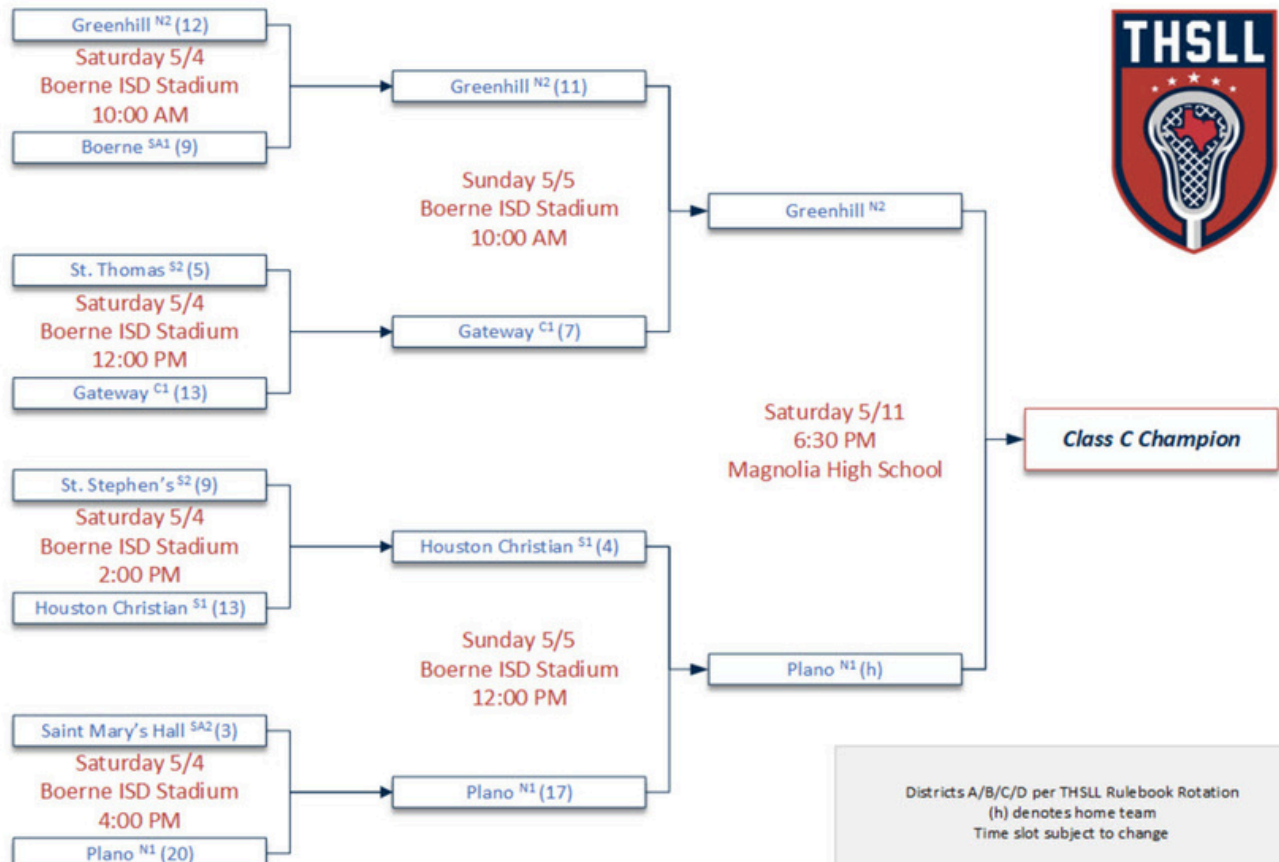 Greenhill N2 (12)
Saturday 5/4
Boerne ISD Stadium
10:00 AM
Boerne SA1 (9)
St. Thomas S2 (5)
Saturday 5/4
Boerne ISD Stadium
12:00 PM
Gateway C1 (13)
St. Stephen's S2 (9)
Saturday 5/4
Boerne ISD Stadium
2:00 PM
Houston Christian S1 (13)
Saint Mary's Hall SA2 (3)
Saturday 5/4
Boerne ISD Stadium
4:00 PM
Plano N1 (20)
Greenhill N2 (11)
Sunday 5/5
Boerne ISD Stadium
10:00 AM
Gateway C1 (7)
Houston Christian S1 (4)
Sunday 5/5
Boerne ISD Stadium
12:00 PM
Plano N1 (17)
Greenhill N2
Saturday 5/11
6:30 PM
Magnolia High School
Plano N1 (h)
THSLL
Class C Champion
Districts A/B/C/D per THSLL Rulebook Rotation
(h) denotes home team
Time slot subject to change